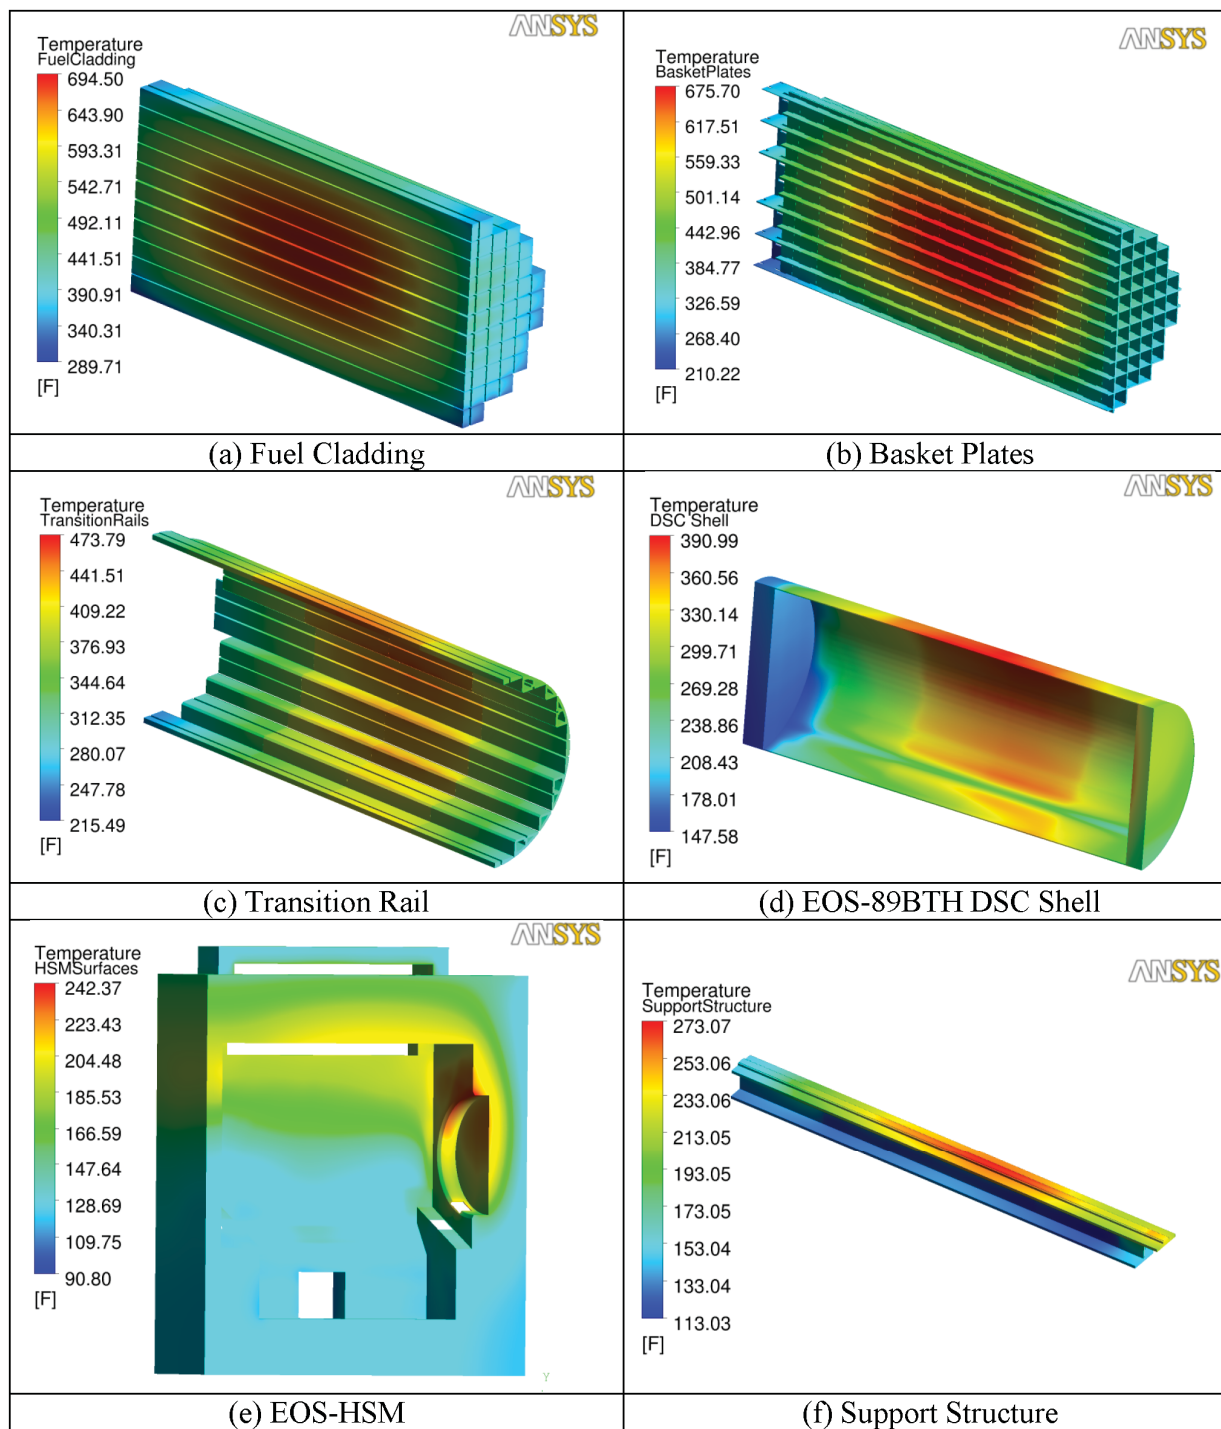 ANSYS
Temperature
FuelCladding
694.50
643.90
593.31
542.71
492.11
441.51
390.91
340.31
289.71
[F]
(a) Fuel Cladding
ANSYS
Temperature
BasketPlates
675.70
617.51
559.33
501.14
442.96
384.77
326.59
268.40
210.22
[F]
(b) Basket Plates
ANSYS
Temperature
TransitionRails
473.79
441.51
409.22
376.93
344.64
312.35
280.07
247.78
215.49
[F]
(c) Transition Rail
ANSYS
Temperature
DSC Shell
390.99
360.56
330.14
299.71
269.28
238.86
208.43
178.01
147.58
[F]
(d) EOS-89BTH DSC Shell
ANSYS
Temperature
HSMSurfaces
242.37
223.43
204.48
185.53
166.59
147.64
128.69
109.75
90.80
[F]
Y
(e) EOS-HSM
ANSYS
Temperature
SupportStructure
273.07
253.06
233.06
213.05
193.05
173.05
153.04
133.04
113.03
[F]
(f) Support Structure